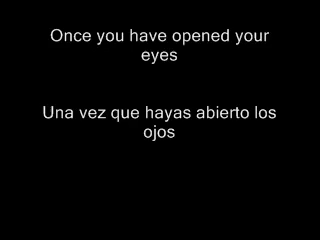 Once you have opened your
eyes
Una vez que hayas abierto los
ojos